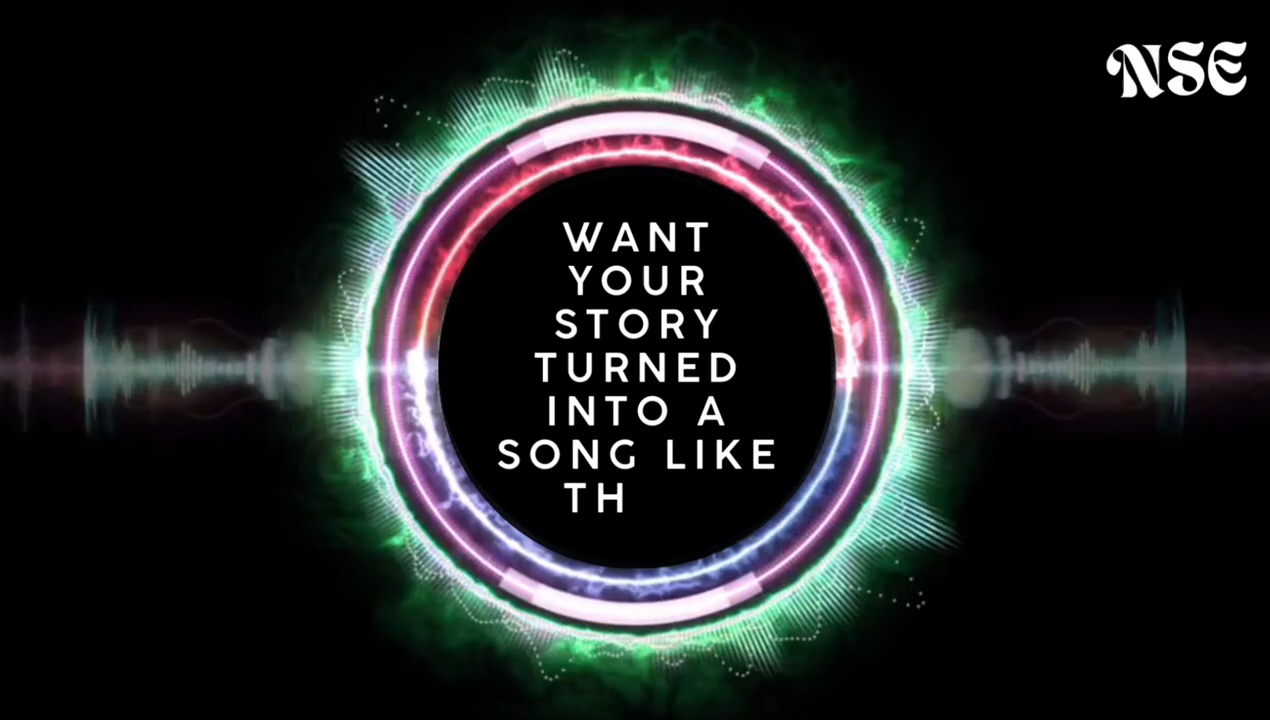 NSE
WANT
YOUR
STORY
TURNED
INTO A
SONG LIKE
TH